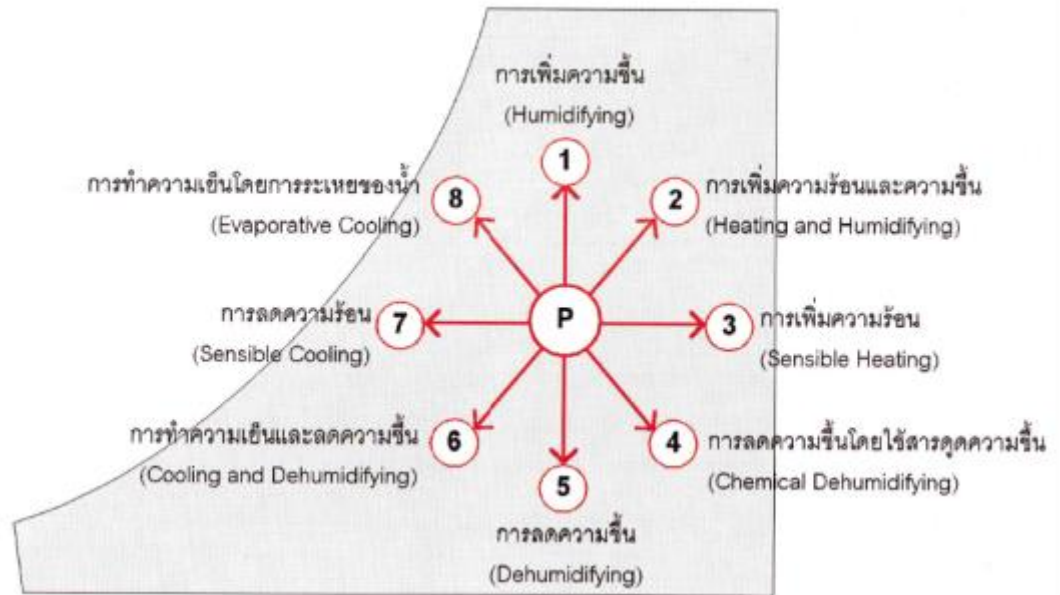 การเพิ่มความชื้น
(Humidifying)
1
การทำความเย็นโดยการระเหยของน้ำ
(Evaporative Cooling)
8
2
การเพิ่มความร้อนและความชื้น
(Heating and Humidifying)
การลดความร้อน
(Sensible Cooling)
7
P
3
การเพิ่มความร้อน
(Sensible Heating)
การทำความเย็นและลดความชื้น
(Cooling and Dehumidifying)
6
4
การลดความชื้นโดยใช้สารดูดความชื้น
(Chemical Dehumidifying)
5
การลดความชื้น
(Dehumidifying)